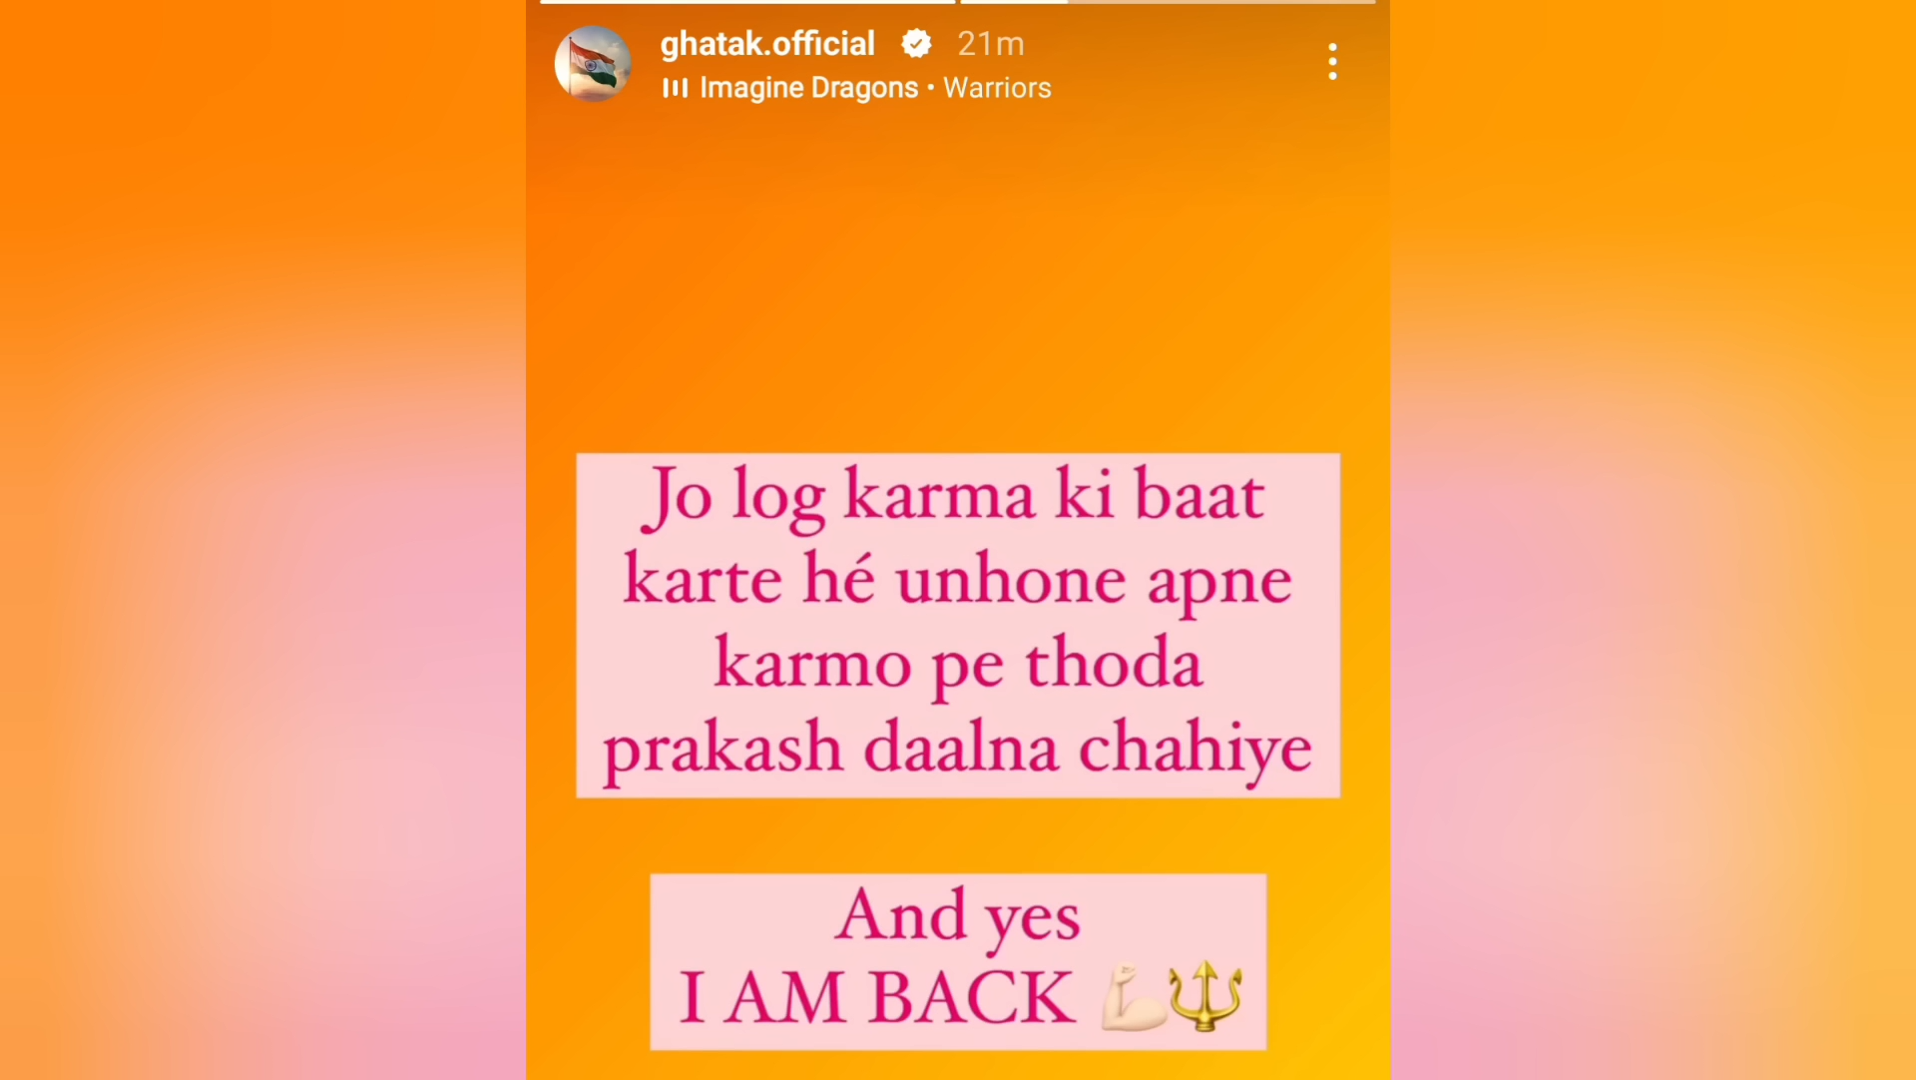 ghatak.official 21m
Imagine Dragons • Warriors
Jo log karma ki baat
karte hé unhone apne
karmo pe thoda
prakash daalna chahiye
And yes
I AM BACK 💪🏻🔱